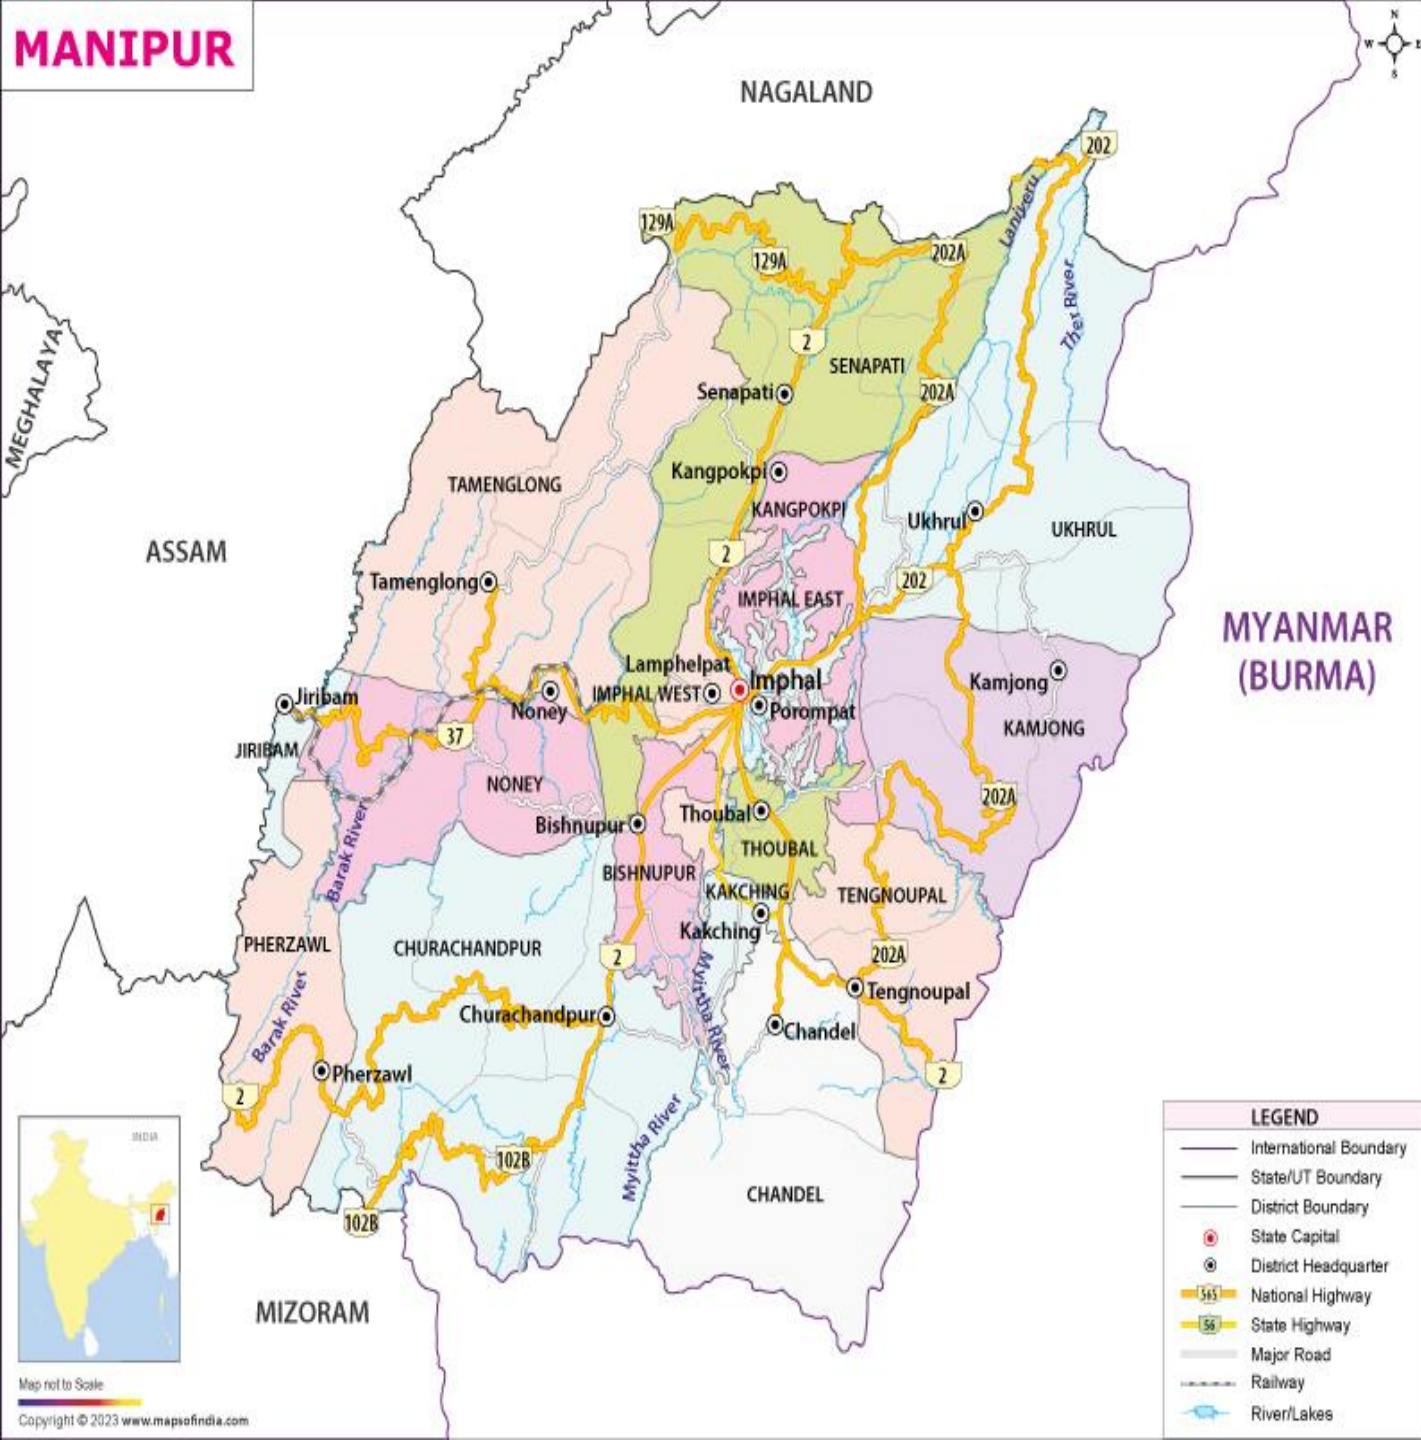 MANIPUR
N
W E
S
NAGALAND
202
Laniveru
129A
129A
202A
Thet River
MEGHALAYA
2
SENAPATI
Senapati
202A
Kangpokpi
TAMENGLONG
KANGPOKPI
Ukhrul
UKHRUL
ASSAM
2
Tamenglong
202
IMPHAL EAST
MYANMAR
(BURMA)
Lamphelpat
Imphal
Kamjong
IMPHAL WEST
Jiribam
Noney
Porompat
KAMJONG
37
JIRIBAM
NONEY
202A
Thoubal
Bishnupur
THOUBAL
Barak River
BISHNUPUR
KAKCHING
TENGNOUPAL
Kakching
PHERZAWL
CHURACHANDPUR
2
202A
Myittha River
Tengnoupal
Barak River
Churachandpur
Chandel
Pherzawl
2
2
Myittha River
102B
CHANDEL
102B
MIZORAM
INDIA
Map not to Scale
Copyright © 2023 www.mapsofindia.com
LEGEND
International Boundary
State/UT Boundary
District Boundary
State Capital
District Headquarter
565 National Highway
56 State Highway
Major Road
Railway
River/Lakes